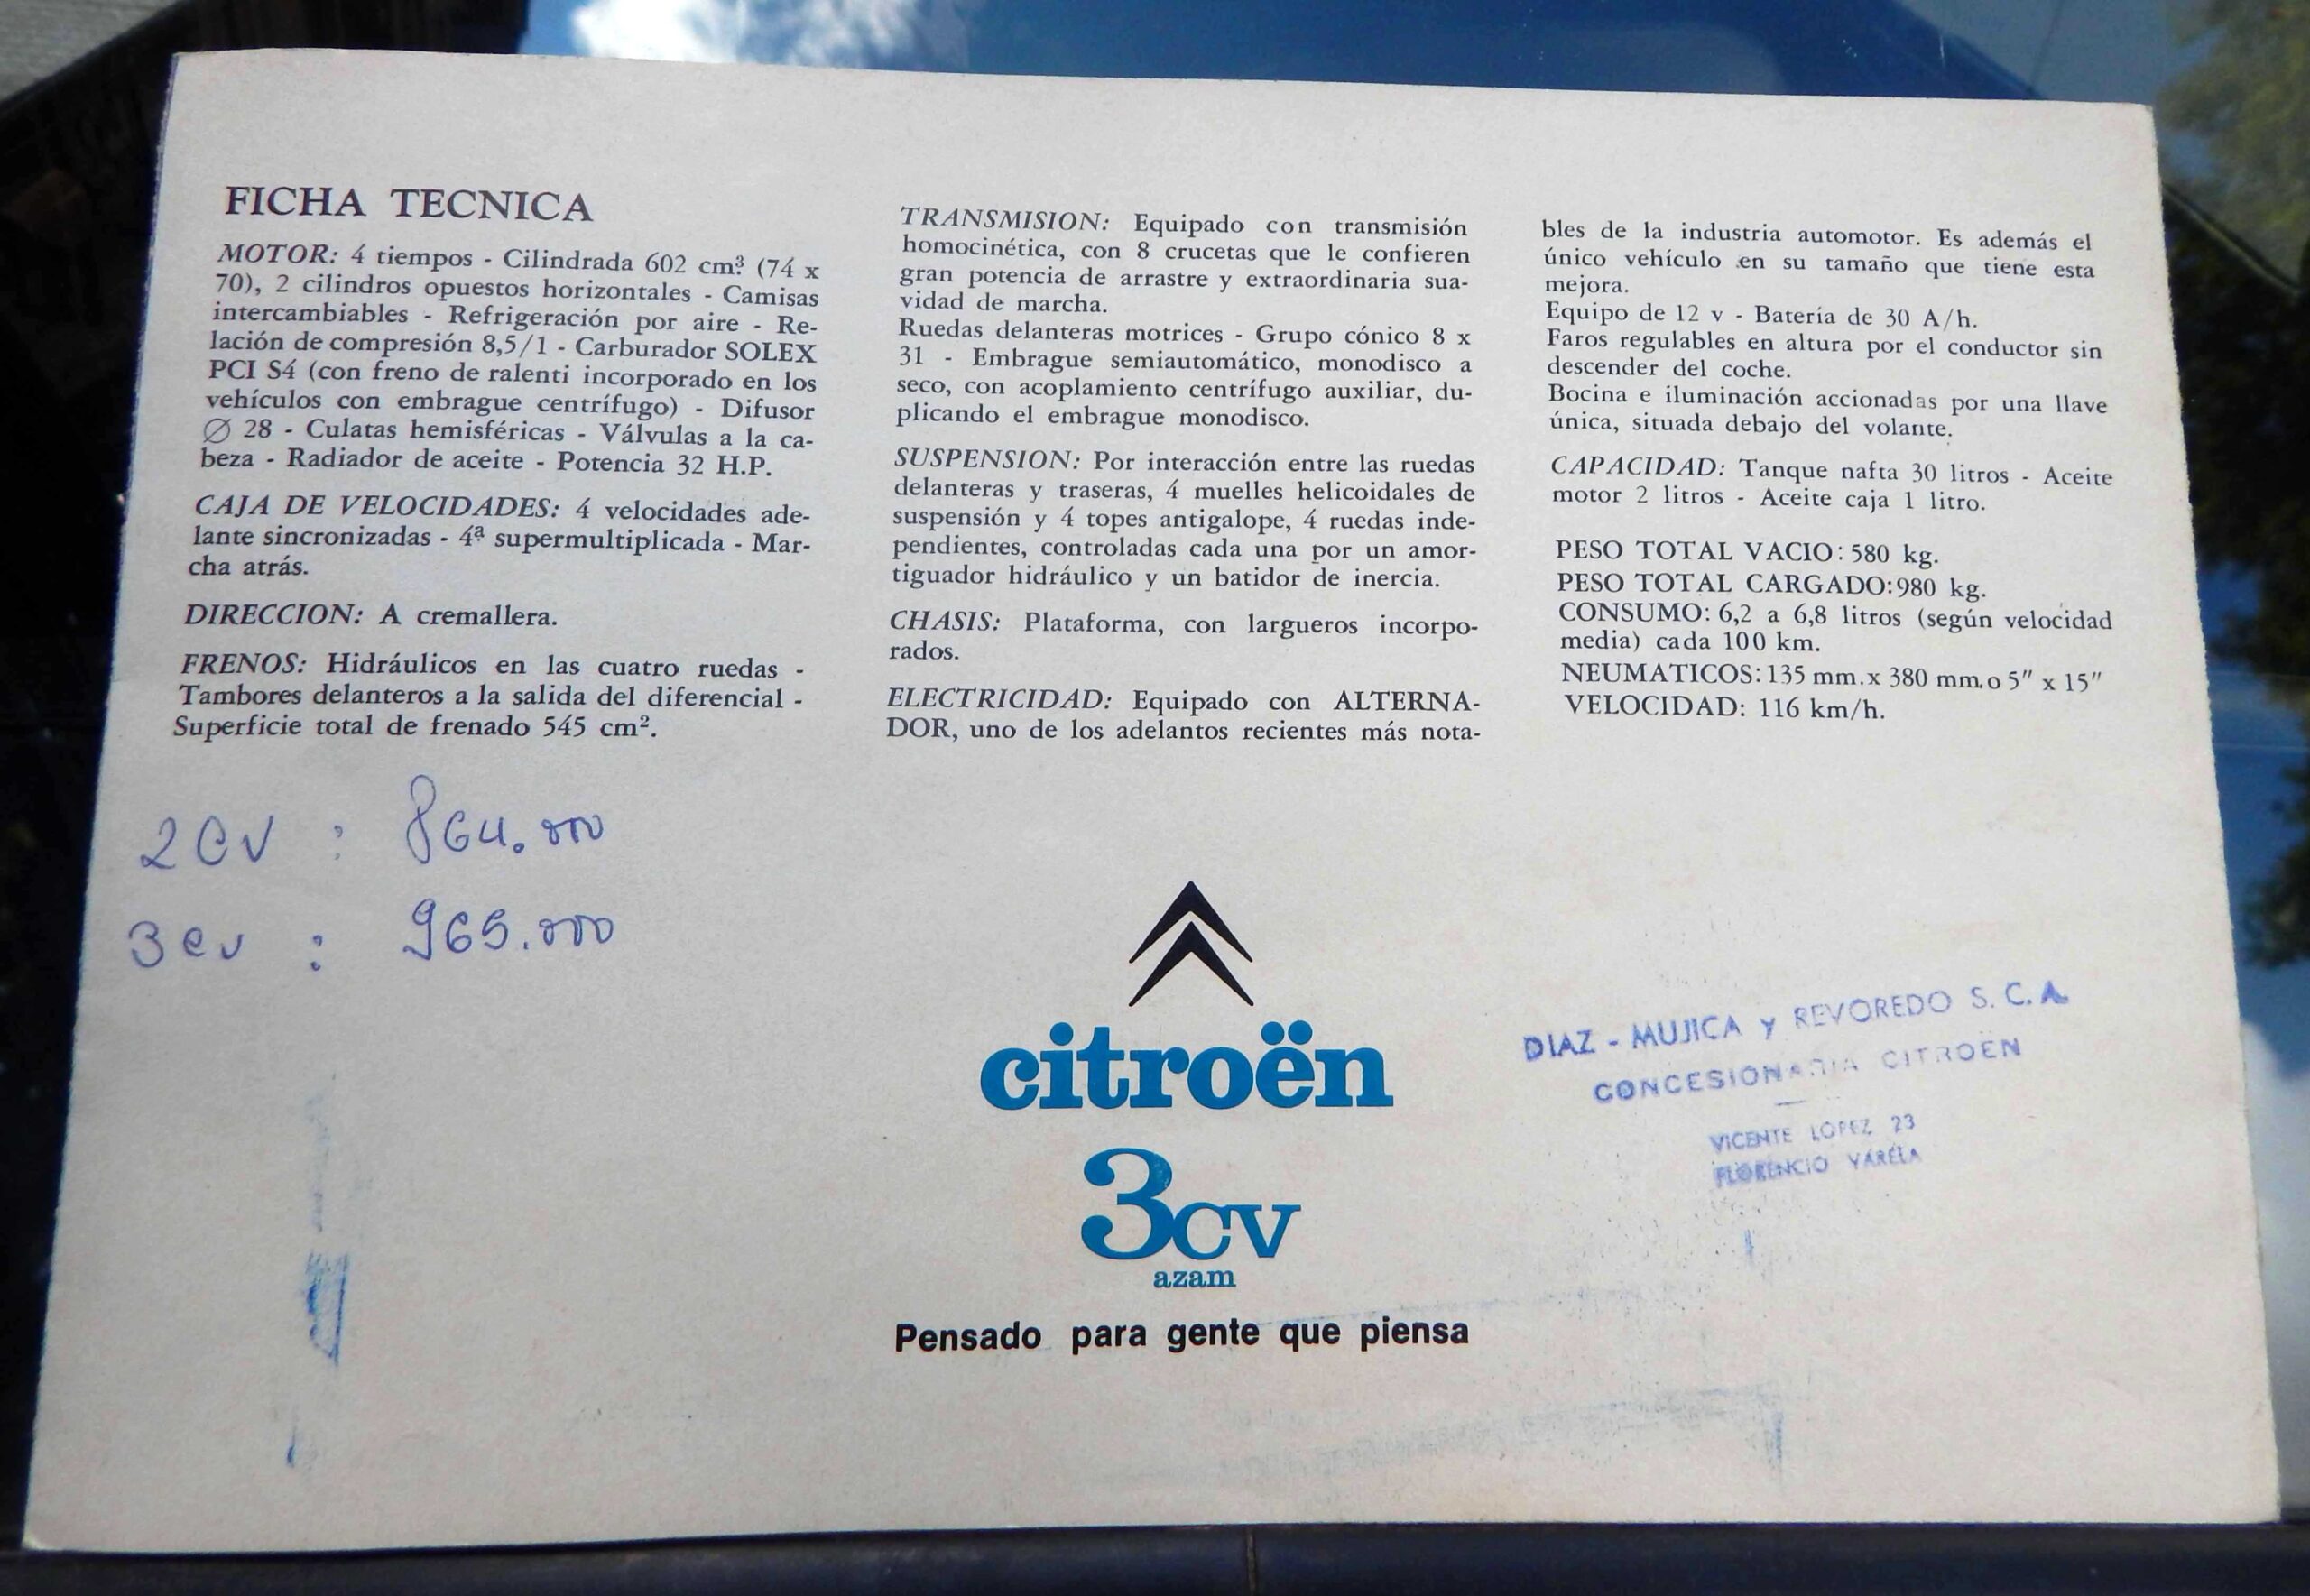 FICHA TECNICA
MOTOR: 4 tiempos - Cilindrada 602 cm³. (74 x
70), 2 cilindros opuestos horizontales - Camisas
intercambiables - Refrigeración por aire - Re-
lación de compresión 8,5/1 - Carburador SOLEX
PCI S4 (con freno de ralenti incorporado en los
vehículos con embrague centrífugo) - Difusor
∅ 28 - Culatas hemisféricas - Válvulas a la ca-
beza - Radiador de aceite - Potencia 32 H.P.
CAJA DE VELOCIDADES: 4 velocidades ade-
lante sincronizadas - 4ª supermultiplicada - Mar-
cha atrás.
DIRECCION: A cremallera.
FRENOS: Hidráulicos en las cuatro ruedas -
Tambores delanteros a la salida del diferencial -
Superficie total de frenado 545 cm².
TRANSMISION: Equipado con transmisión
homocinética, con 8 crucetas que le confieren
gran potencia de arrastre y extraordinaria sua-
vidad de marcha.
Ruedas delanteras motrices - Grupo cónico 8 x
31 - Embrague semiautomático, monodisco a
seco, con acoplamiento centrífugo auxiliar, du-
plicando el embrague monodisco.
SUSPENSION: Por interacción entre las ruedas
delanteras y traseras, 4 muelles helicoidales de
suspensión y 4 topes antigalope, 4 ruedas inde-
pendientes, controladas cada una por un amor-
tiguador hidráulico y un batidor de inercia.
CHASIS: Plataforma, con largueros incorpo-
rados.
ELECTRICIDAD: Equipado con ALTERNA-
DOR, uno de los adelantos recientes más nota-
bles de la industria automotor. Es además el
único vehículo en su tamaño que tiene esta
mejora.
Equipo de 12 v - Batería de 30 A/h.
Faros regulables en altura por el conductor sin
descender del coche.
Bocina e iluminación accionadas por una llave
única, situada debajo del volante.
CAPACIDAD: Tanque nafta 30 litros - Aceite
motor 2 litros - Aceite caja 1 litro.
PESO TOTAL VACIO: 580 kg.
PESO TOTAL CARGADO: 980 kg.
CONSUMO: 6,2 a 6,8 litros (según velocidad
media) cada 100 km.
NEUMATICOS: 135 mm. x 380 mm. o 5" x 15"
VELOCIDAD: 116 km/h.
2CV : 864.000
3CV : 965.000
citroën
3CV
azam
Pensado para gente que piensa
DIAZ - MUJICA y REVOREDO S. C. A.
CONCESIONARIA CITROEN
VICENTE LOPEZ 23
FLORENCIO VARELA